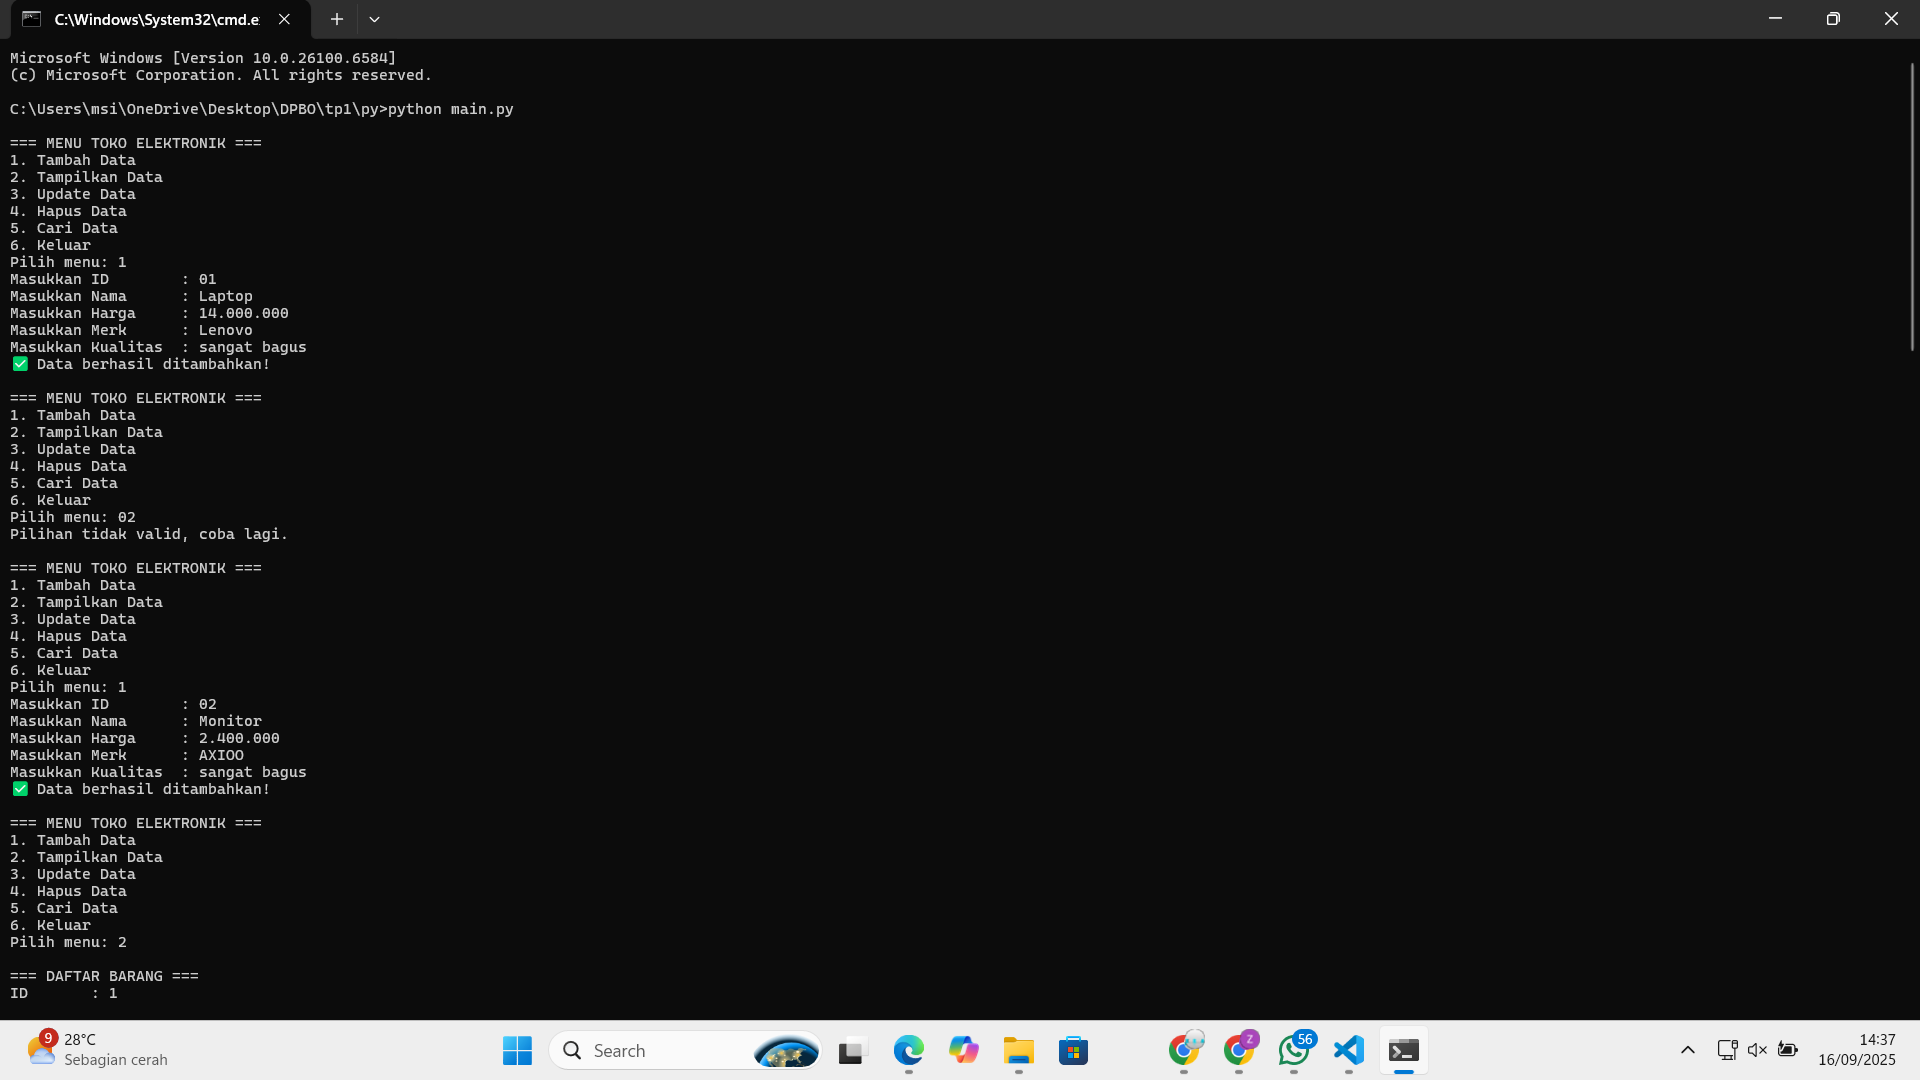 C:\Windows\System32\cmd.e
Microsoft Windows [Version 10.0.26100.6584]
(c) Microsoft Corporation. All rights reserved.
C:\Users\msi\OneDrive\Desktop\DPBO\tp1\py>python main.py
=== MENU TOKO ELEKTRONIK ===
1. Tambah Data
2. Tampilkan Data
3. Update Data
4. Hapus Data
5. Cari Data
6. Keluar
Pilih menu: 1
Masukkan ID        : 01
Masukkan Nama      : Laptop
Masukkan Harga     : 14.000.000
Masukkan Merk      : Lenovo
Masukkan Kualitas  : sangat bagus
✅ Data berhasil ditambahkan!
=== MENU TOKO ELEKTRONIK ===
1. Tambah Data
2. Tampilkan Data
3. Update Data
4. Hapus Data
5. Cari Data
6. Keluar
Pilih menu: 02
Pilihan tidak valid, coba lagi.
=== MENU TOKO ELEKTRONIK ===
1. Tambah Data
2. Tampilkan Data
3. Update Data
4. Hapus Data
5. Cari Data
6. Keluar
Pilih menu: 1
Masukkan ID        : 02
Masukkan Nama      : Monitor
Masukkan Harga     : 2.400.000
Masukkan Merk      : AXIOO
Masukkan Kualitas  : sangat bagus
✅ Data berhasil ditambahkan!
=== MENU TOKO ELEKTRONIK ===
1. Tambah Data
2. Tampilkan Data
3. Update Data
4. Hapus Data
5. Cari Data
6. Keluar
Pilih menu: 2
=== DAFTAR BARANG ===
ID       : 1
9
28°C
Sebagian cerah
Search
Z
56
14:37
16/09/2025